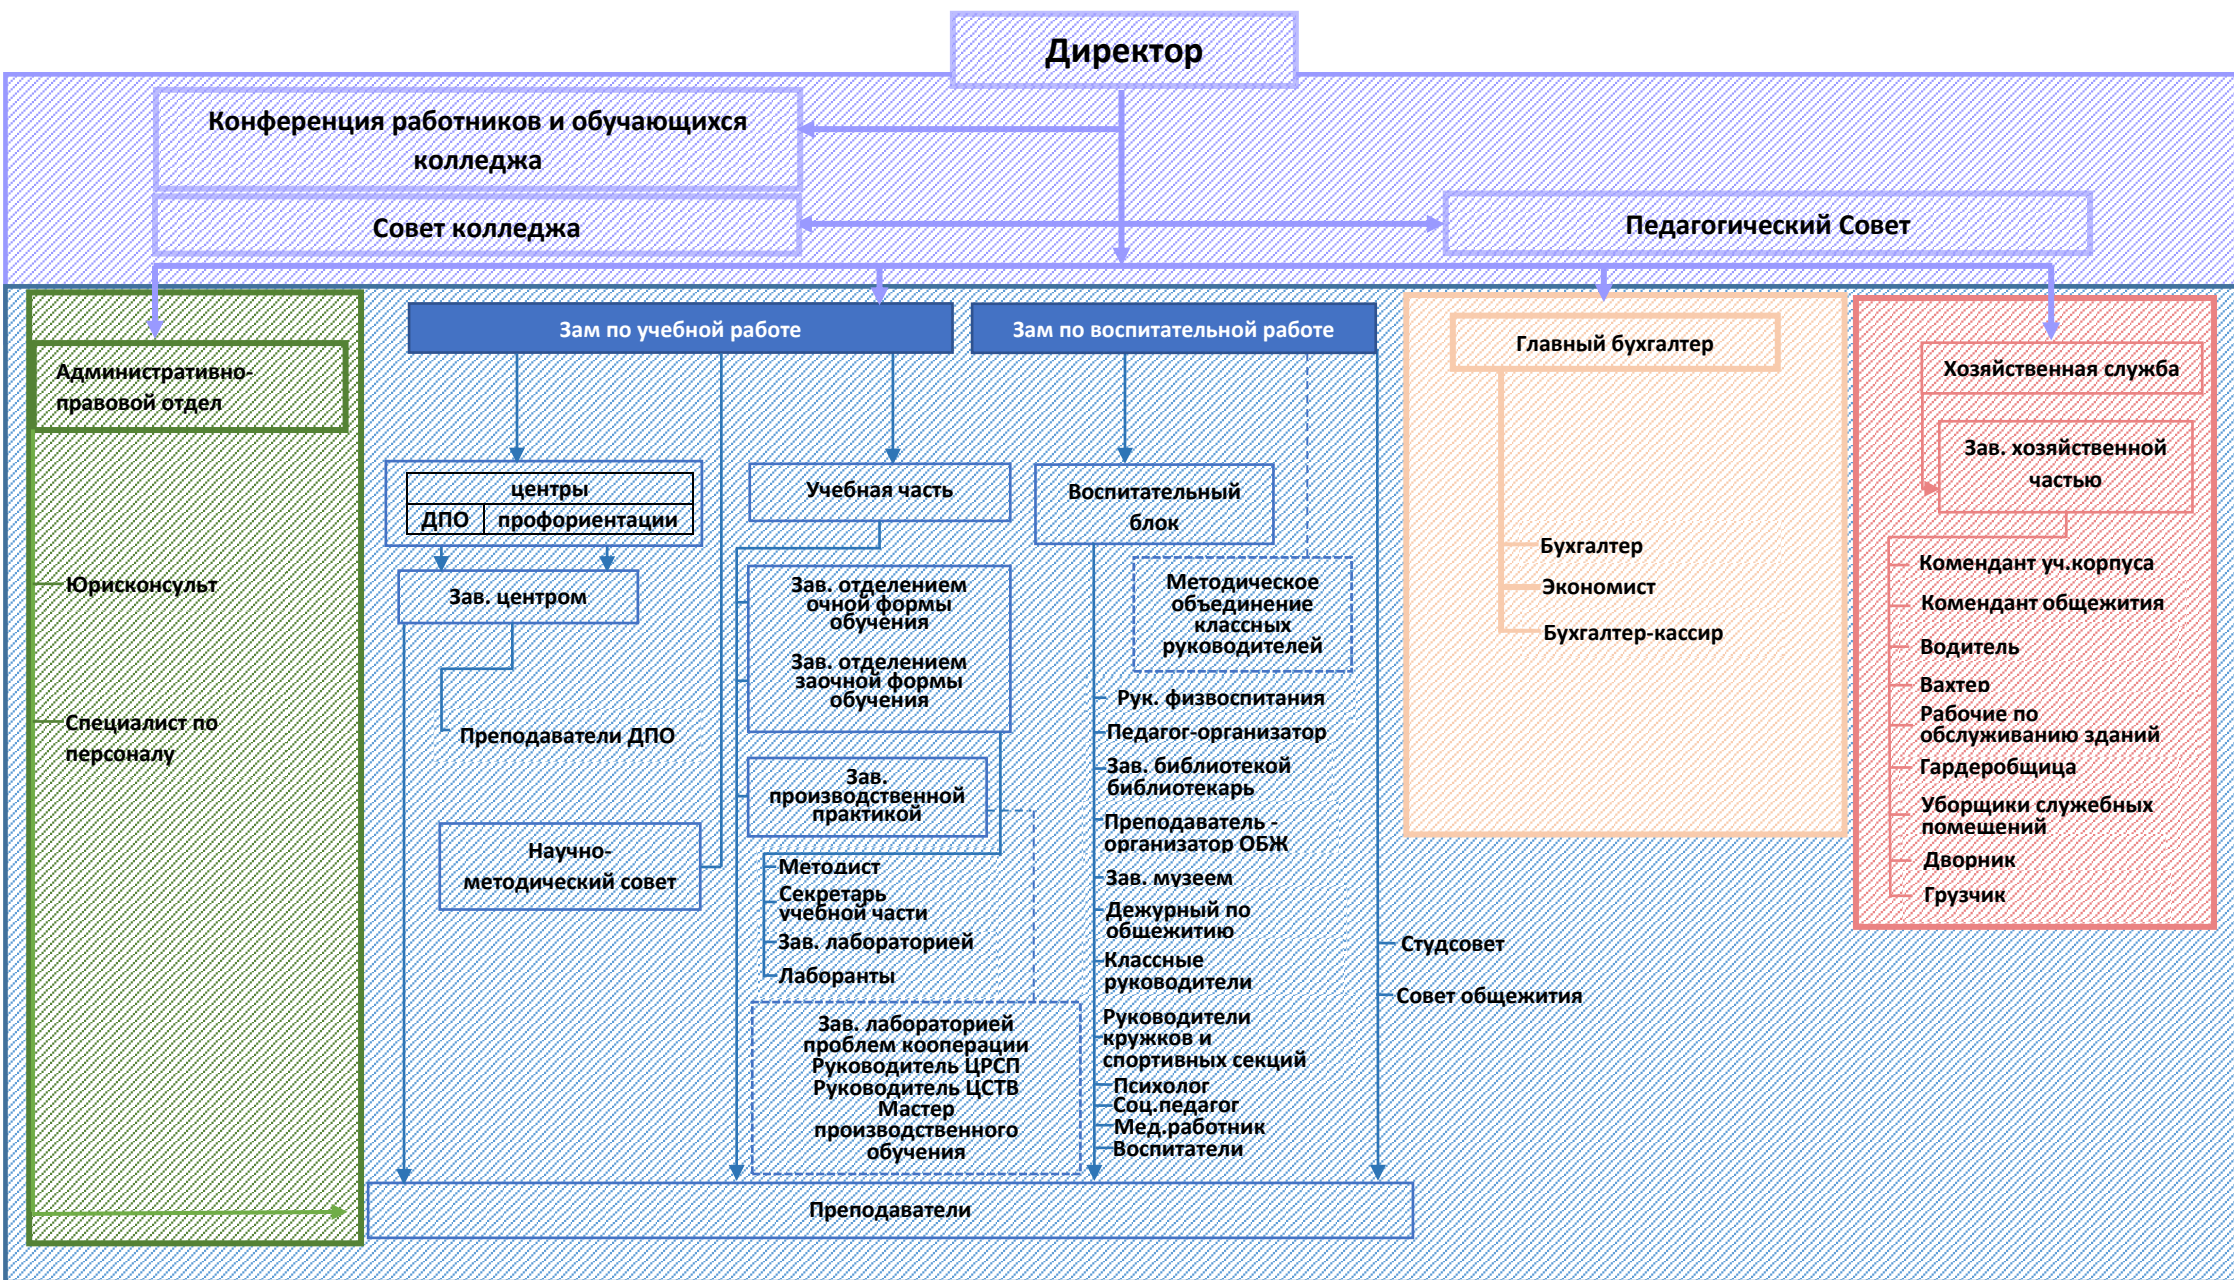 Директор
Конференция работников и обучающихся
колледжа
Совет колледжа
Педагогический Совет
Административно-
правовой отдел
Юрисконсульт
Специалист по
персоналу
Зам по учебной работе
центры
ДПО
профориентации
Зав. центром
Преподаватели ДПО
Научно-
методический совет
Учебная часть
Зав. отделением
очной формы
обучения
Зав. отделением
заочной формы
обучения
Зав.
производственной
практикой
Методист
Секретарь
учебной части
Зав. лабораторией
Лаборанты
Зав. лабораторией
проблем кооперации
Руководитель ЦРСП
Руководитель ЦСТВ
Мастер
производственного
обучения
Зам по воспитательной работе
Воспитательный
блок
Методическое
объединение
классных
руководителей
Рук. физвоспитания
Педагог-организатор
Зав. библиотекой
библиотекарь
Преподаватель -
организатор ОБЖ
Зав. музеем
Дежурный по
общежитию
Классные
руководители
Руководители
кружков и
спортивных секций
Психолог
Соц.педагог
Мед.работник
Воспитатели
Студсовет
Совет общежития
Преподаватели
Главный бухгалтер
Бухгалтер
Экономист
Бухгалтер-кассир
Хозяйственная служба
Зав. хозяйственной
частью
Комендант уч.корпуса
Комендант общежития
Водитель
Вахтер
Рабочие по
обслуживанию зданий
Гардеробщица
Уборщики служебных
помещений
Дворник
Грузчик